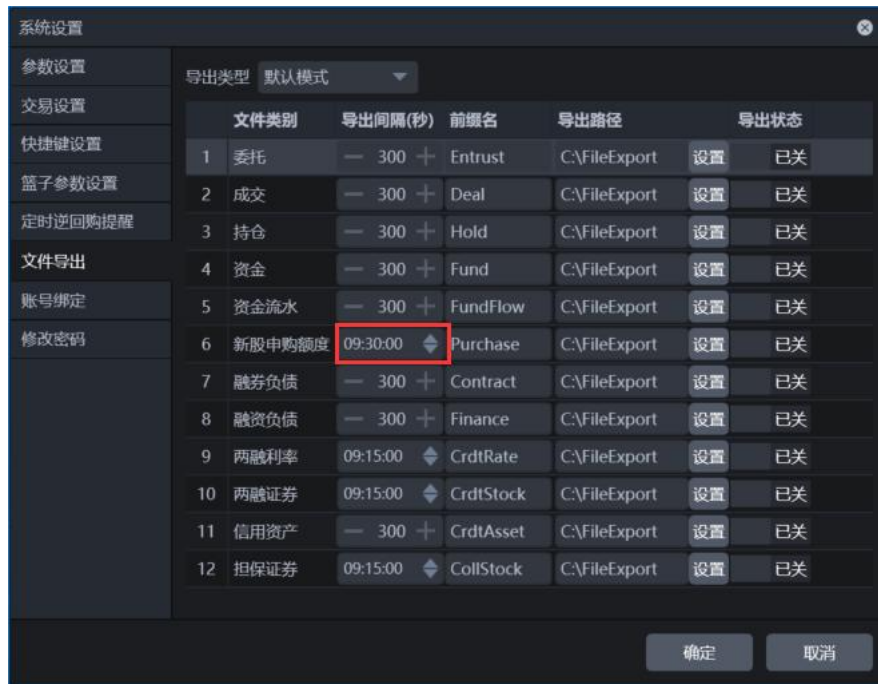 系统设置
参数设置
交易设置
快捷键设置
篮子参数设置
定时逆回购提醒
文件导出
账号绑定
修改密码
导出类型 默认模式
文件类别 导出间隔(秒) 前缀名 导出路径 导出状态
1 委托 — 300 + Entrust C:\FileExport 设置 已关
2 成交 — 300 + Deal C:\FileExport 设置 已关
3 持仓 — 300 + Hold C:\FileExport 设置 已关
4 资金 — 300 + Fund C:\FileExport 设置 已关
5 资金流水 — 300 + FundFlow C:\FileExport 设置 已关
6 新股申购额度 09:30:00 Purchase C:\FileExport 设置 已关
7 融券负债 — 300 + Contract C:\FileExport 设置 已关
8 融资负债 — 300 + Finance C:\FileExport 设置 已关
9 两融利率 09:15:00 CrdtRate C:\FileExport 设置 已关
10 两融证券 09:15:00 CrdtStock C:\FileExport 设置 已关
11 信用资产 — 300 + CrdtAsset C:\FileExport 设置 已关
12 担保证券 09:15:00 CollStock C:\FileExport 设置 已关
确定 取消